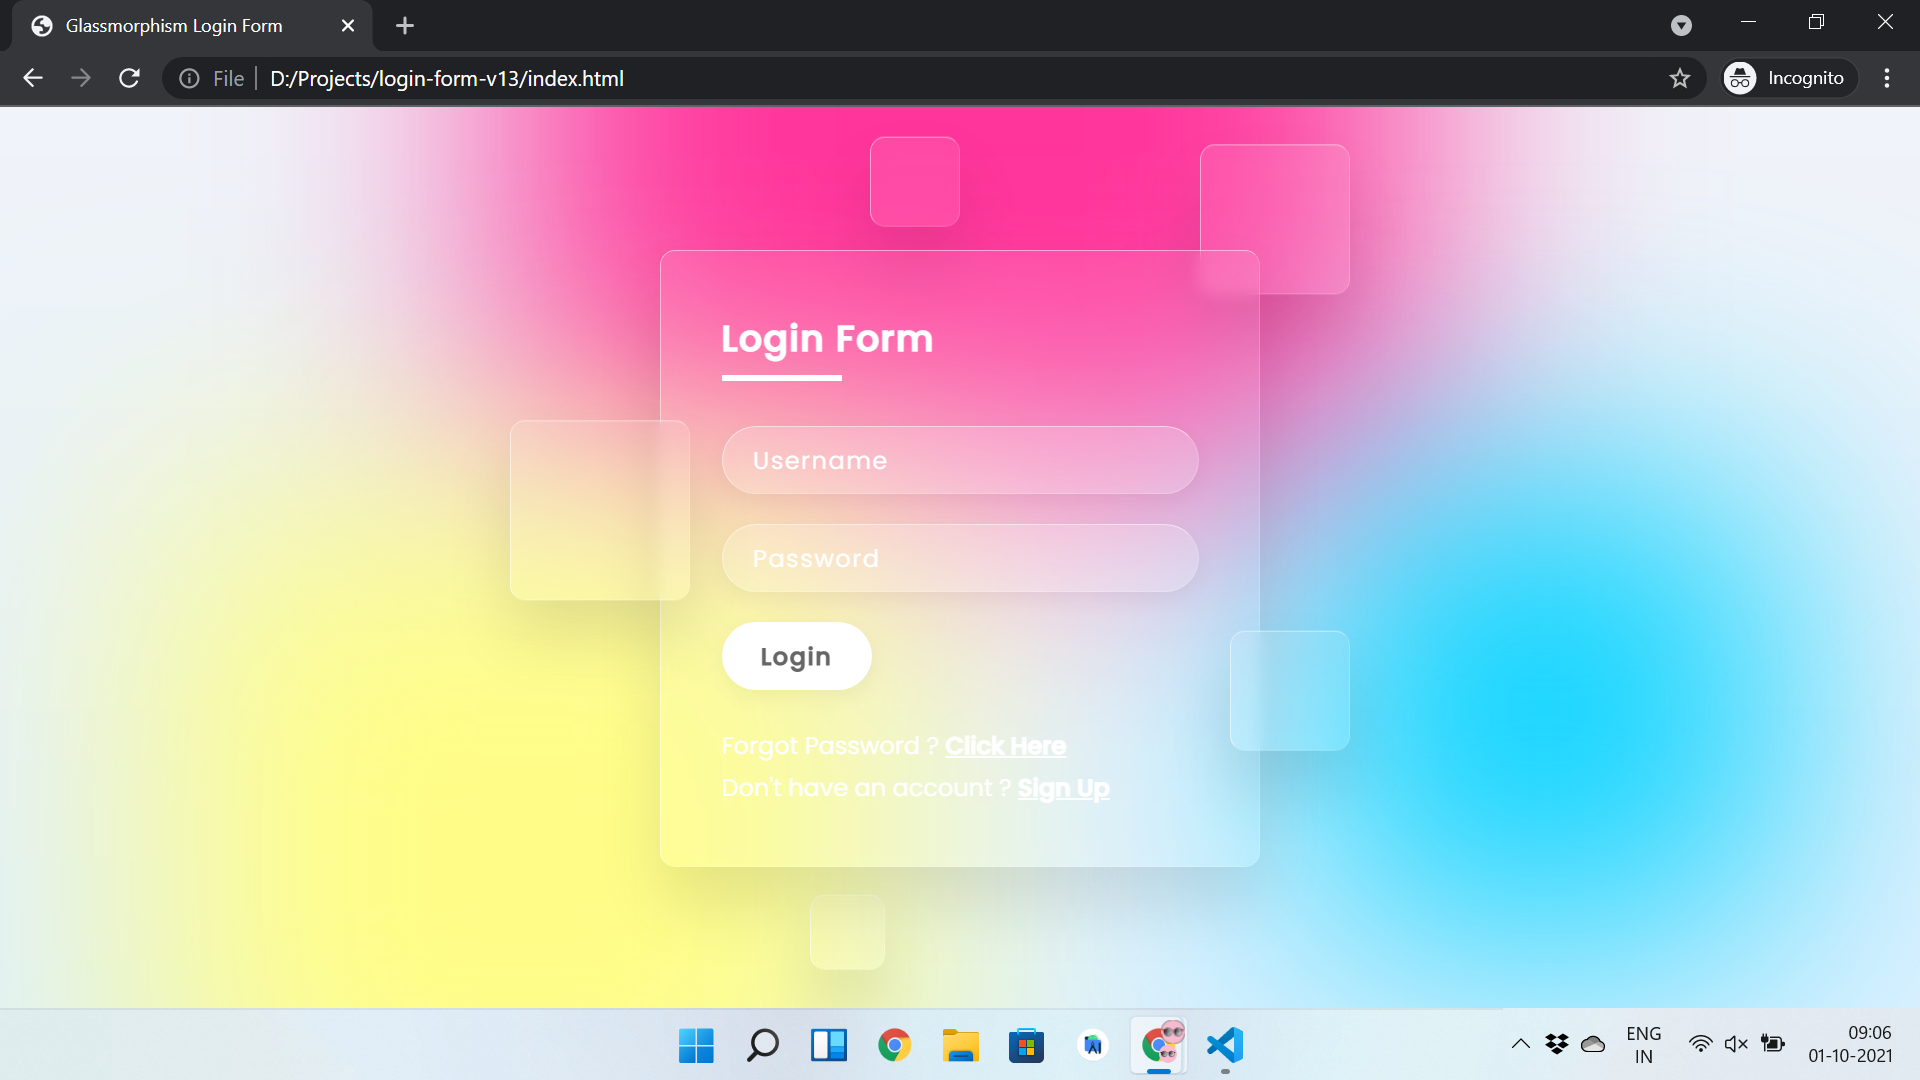 Glassmorphism Login Form
File
D:/Projects/login-form-v13/index.html
Incognito
Login Form
Username
Password
Login
Forgot Password ? Click Here
Don't have an account ? Sign Up
ENG
IN
09:06
01-10-2021